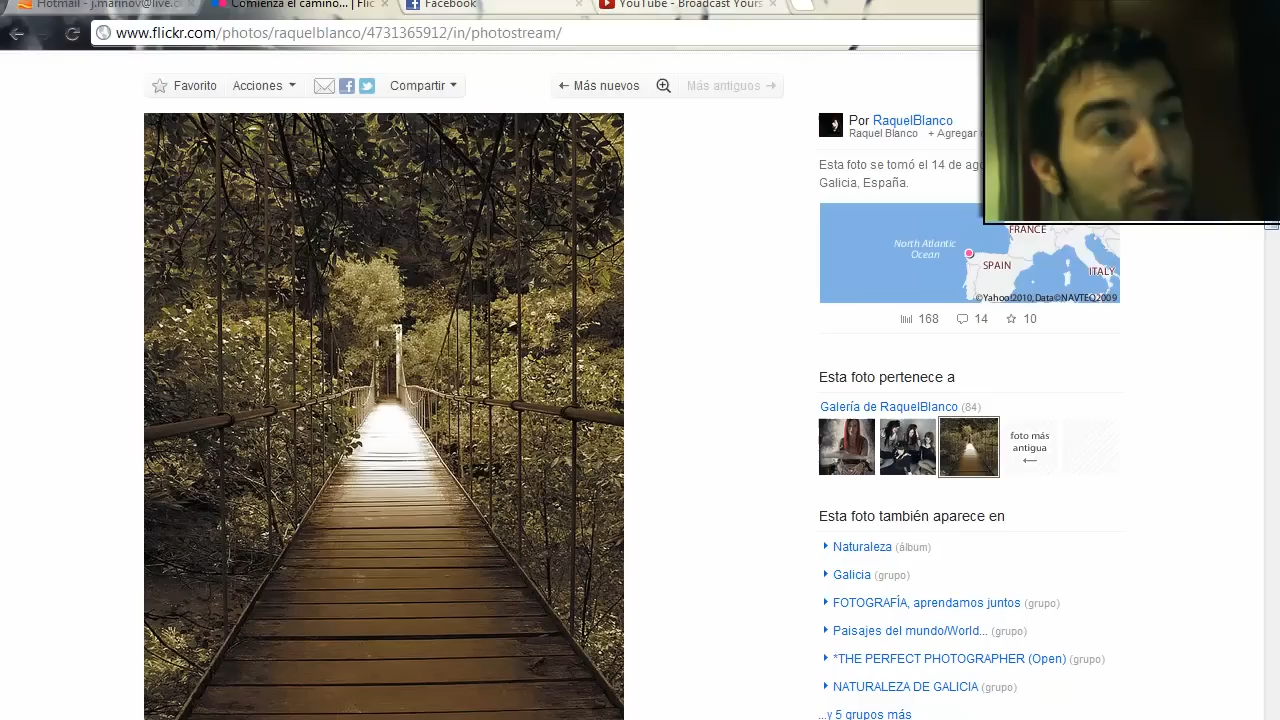 Hotmail - j.marinov@live.c
Comienza el camino... | Flic
Facebook
YouTube - Broadcast Yours
www.flickr.com/photos/raquelblanco/4731365912/in/photostream/
Favorito Acciones Compartir
← Más nuevos Más antiguos →
Por RaquelBlanco
Raquel Blanco + Agregar
Esta foto se tomó el 14 de ago
Galicia, España.
FRANCE
North Atlantic
Ocean
SPAIN
ITALY
©Yahoo!2010,Data©NAVTEQ2009
168 14 10
Esta foto pertenece a
Galería de RaquelBlanco (84)
foto más
antigua
←
Esta foto también aparece en
Naturaleza (álbum)
Galicia (grupo)
FOTOGRAFÍA, aprendamos juntos (grupo)
Paisajes del mundo/World... (grupo)
*THE PERFECT PHOTOGRAPHER (Open) (grupo)
NATURALEZA DE GALICIA (grupo)
...y 5 grupos más